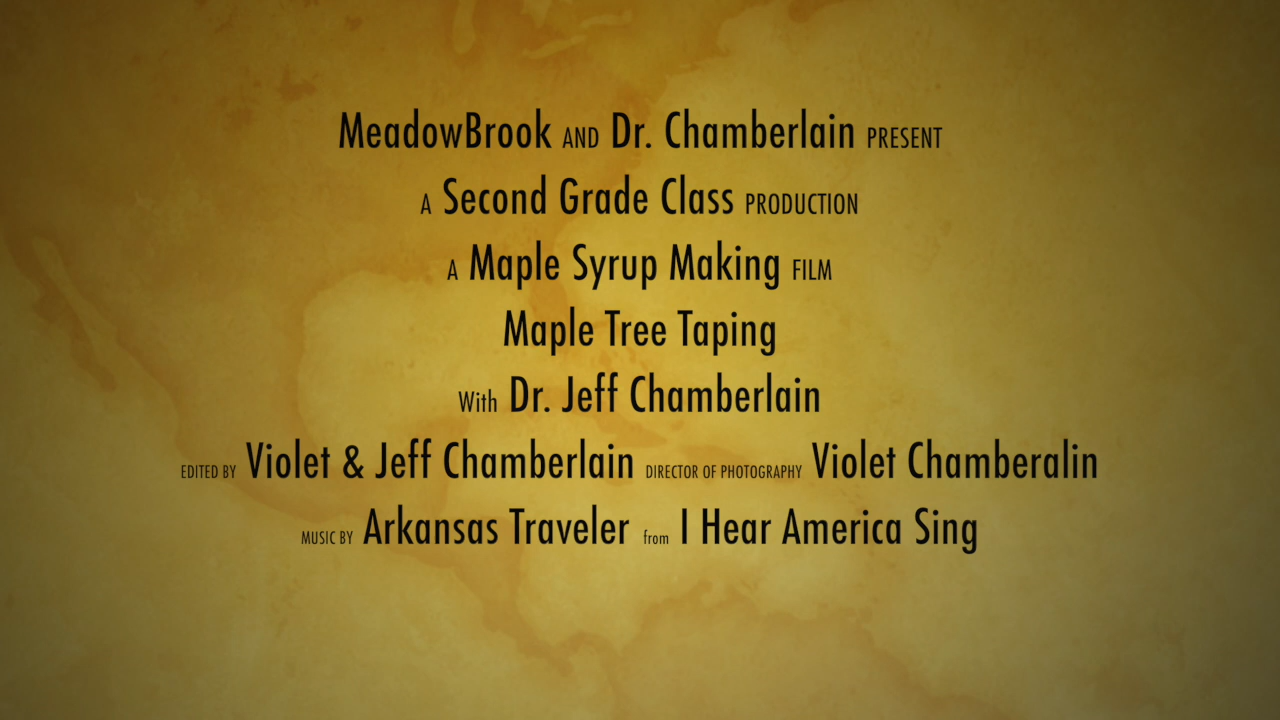 MeadowBrook AND Dr. Chamberlain PRESENT
A Second Grade Class PRODUCTION
A Maple Syrup Making FILM
Maple Tree Taping
With Dr. Jeff Chamberlain
EDITED BY Violet & Jeff Chamberlain DIRECTOR OF PHOTOGRAPHY Violet Chamberalin
MUSIC BY Arkansas Traveler from I Hear America Sing